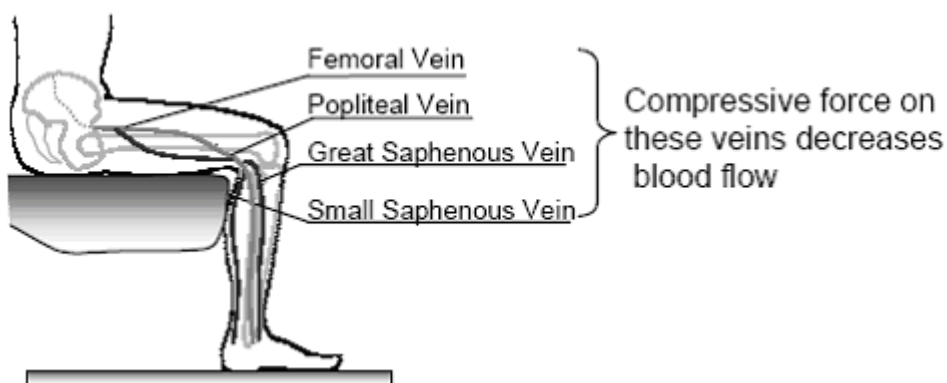 Femoral Vein
Popliteal Vein
Great Saphenous Vein
Small Saphenous Vein
Compressive force on
these veins decreases
blood flow